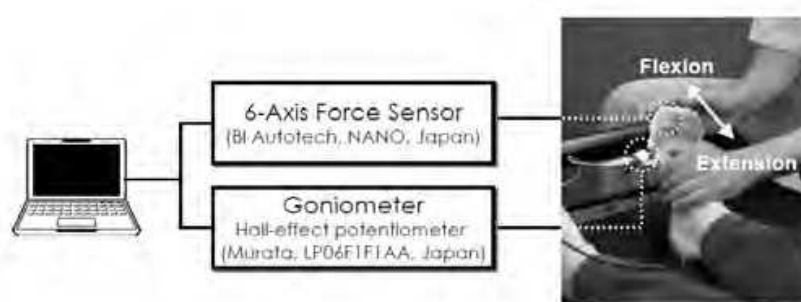 6-Axis Force Sensor
(BI Autotech, NANO, Japan)
Goniometer
Hall-effect potentiometer
(Murata, LP06F1F1AA, Japan)
Flexion
Extension